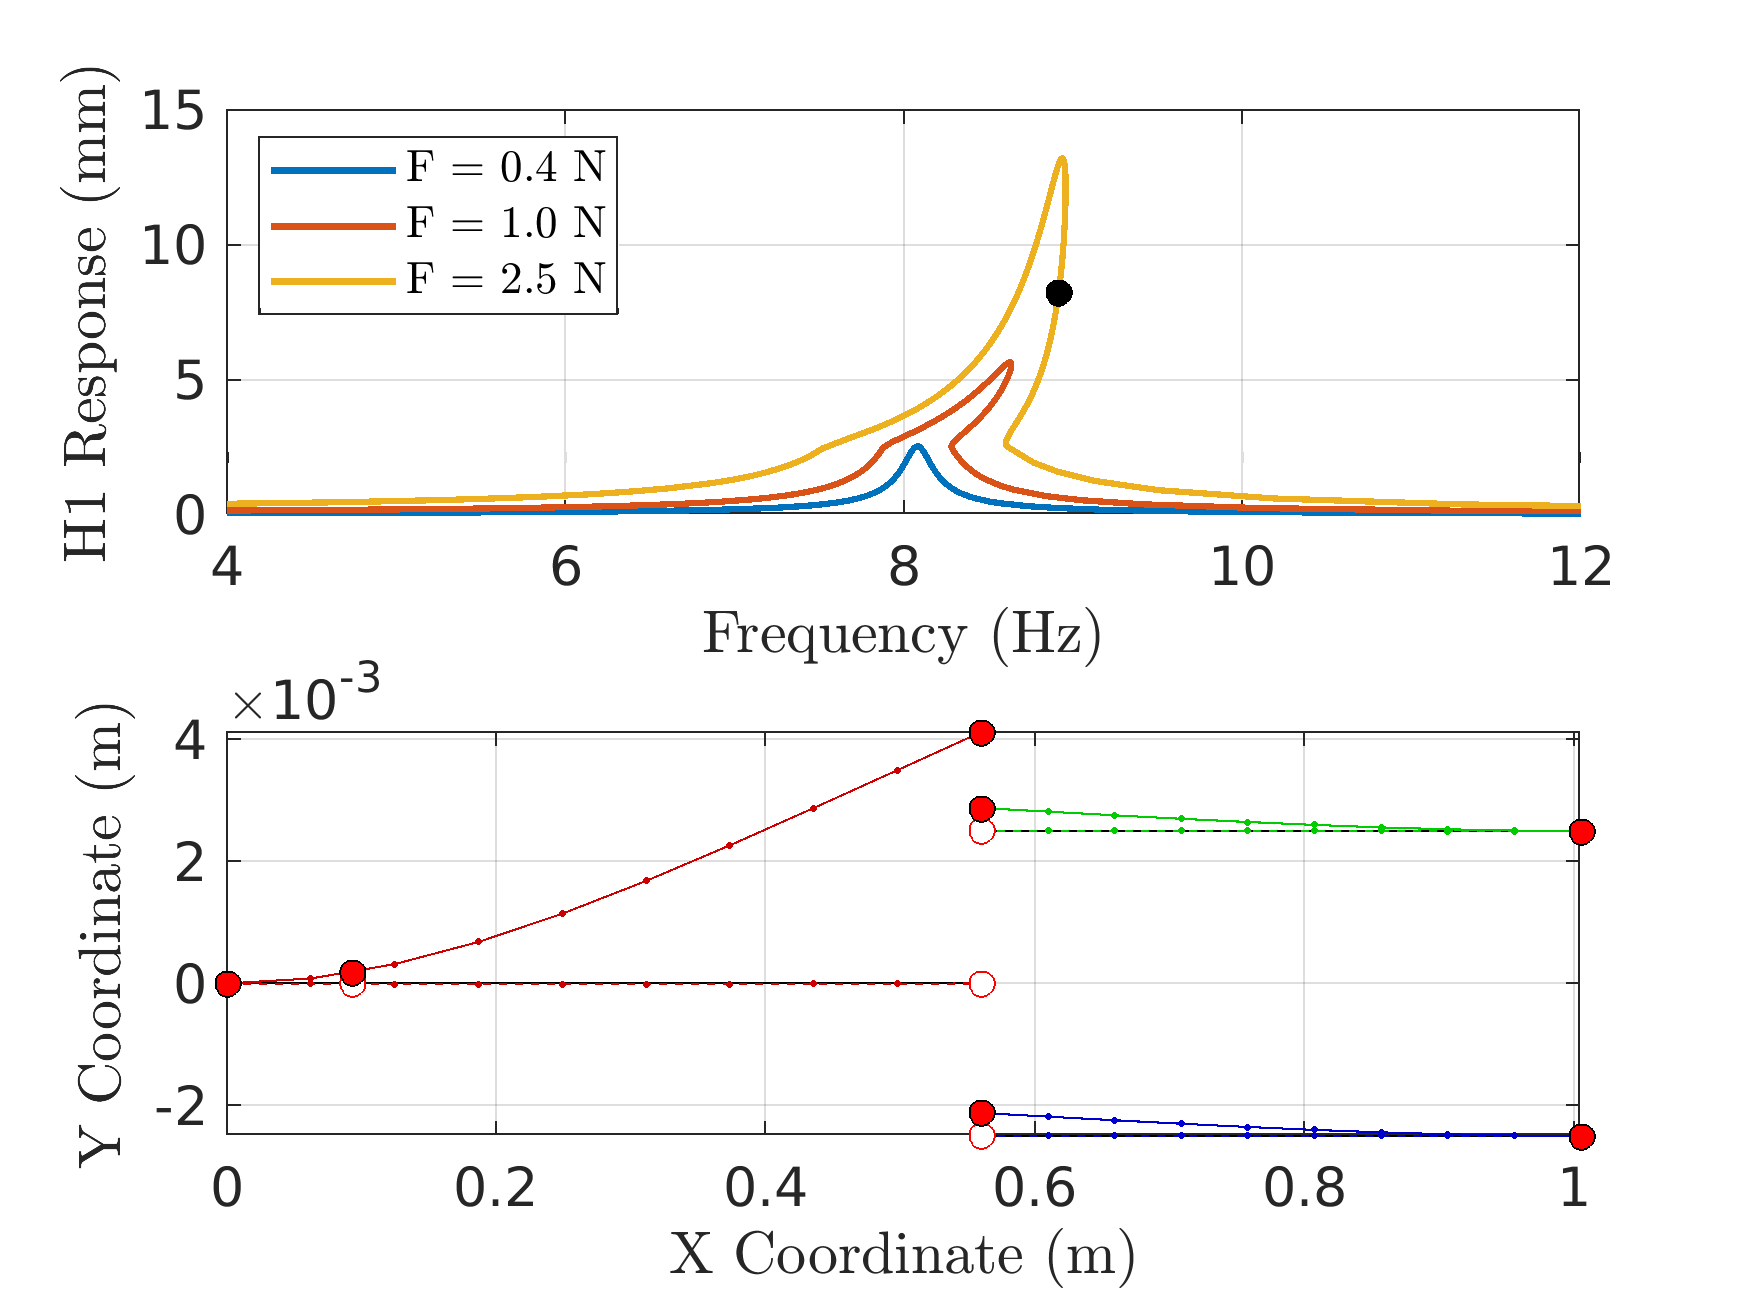 H1 Response (mm)
15
10
5
0
F = 0.4 N
F = 1.0 N
F = 2.5 N
4 6 8 10 12
Frequency (Hz)
×10-3
Y Coordinate (m)
4
2
0
-2
0 0.2 0.4 0.6 0.8 1
X Coordinate (m)